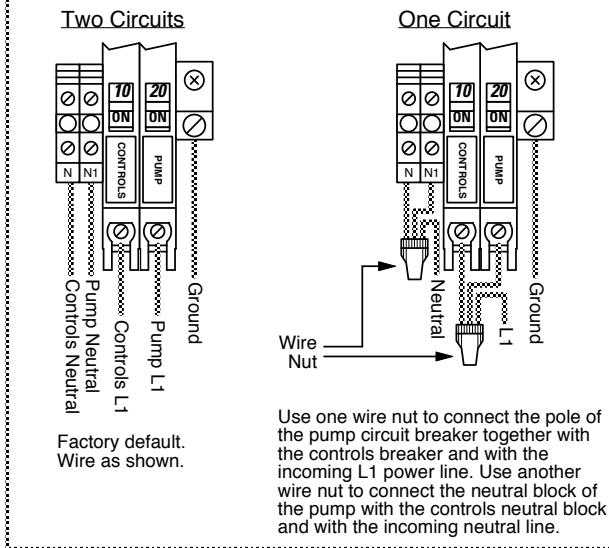 Two Circuits
10 20
ON ON
CONTROLS
PUMP
N N1
Controls Neutral
Pump Neutral
Controls L1
Pump L1
Ground
Factory default.
Wire as shown.
One Circuit
10 20
ON ON
CONTROLS
PUMP
N N1
Neutral
L1
Ground
Wire
Nut
Use one wire nut to connect the pole of
the pump circuit breaker together with
the controls breaker and with the
incoming L1 power line. Use another
wire nut to connect the neutral block of
the pump with the controls neutral block
and with the incoming neutral line.